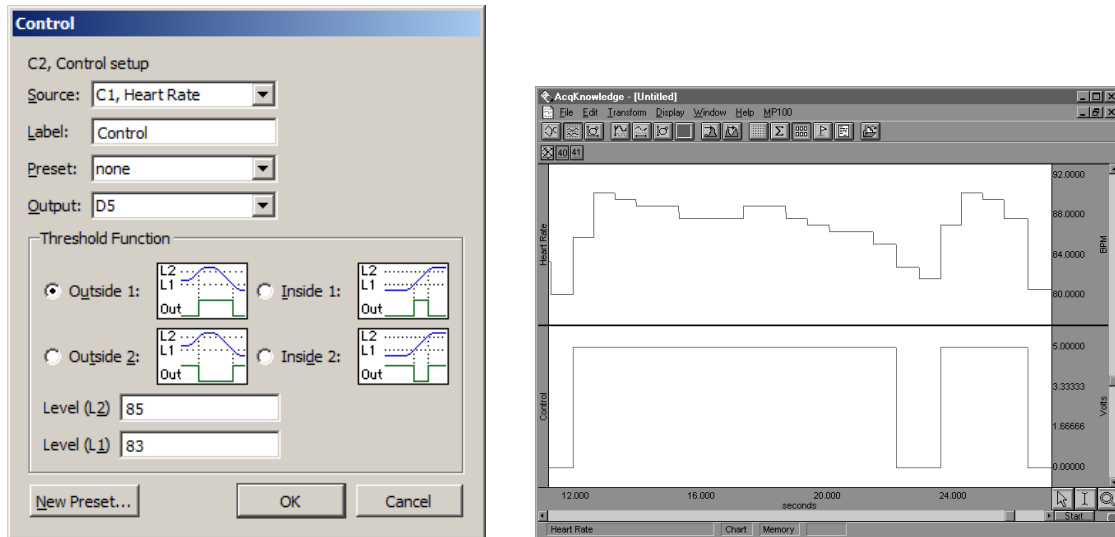 Control
C2, Control setup
Source: C1, Heart Rate
Label: Control
Preset: none
Output: D5
Threshold Function
Outside 1:
L2
L1
Out
Inside 1:
L2
L1
Out
Outside 2:
L2
L1
Out
Inside 2:
L2
L1
Out
Level (L2) 85
Level (L1) 83
New Preset... OK Cancel
AcqKnowledge - [Untitled]
File Edit Transform Display Window Help MP100
40 41
Heart Rate
92.0000
88.0000
84.0000
80.0000
BPM
Control
5.00000
3.33333
1.66666
0.00000
Volts
12.000 16.000 20.000 24.000
seconds
Start
Heart Rate Chart Memory